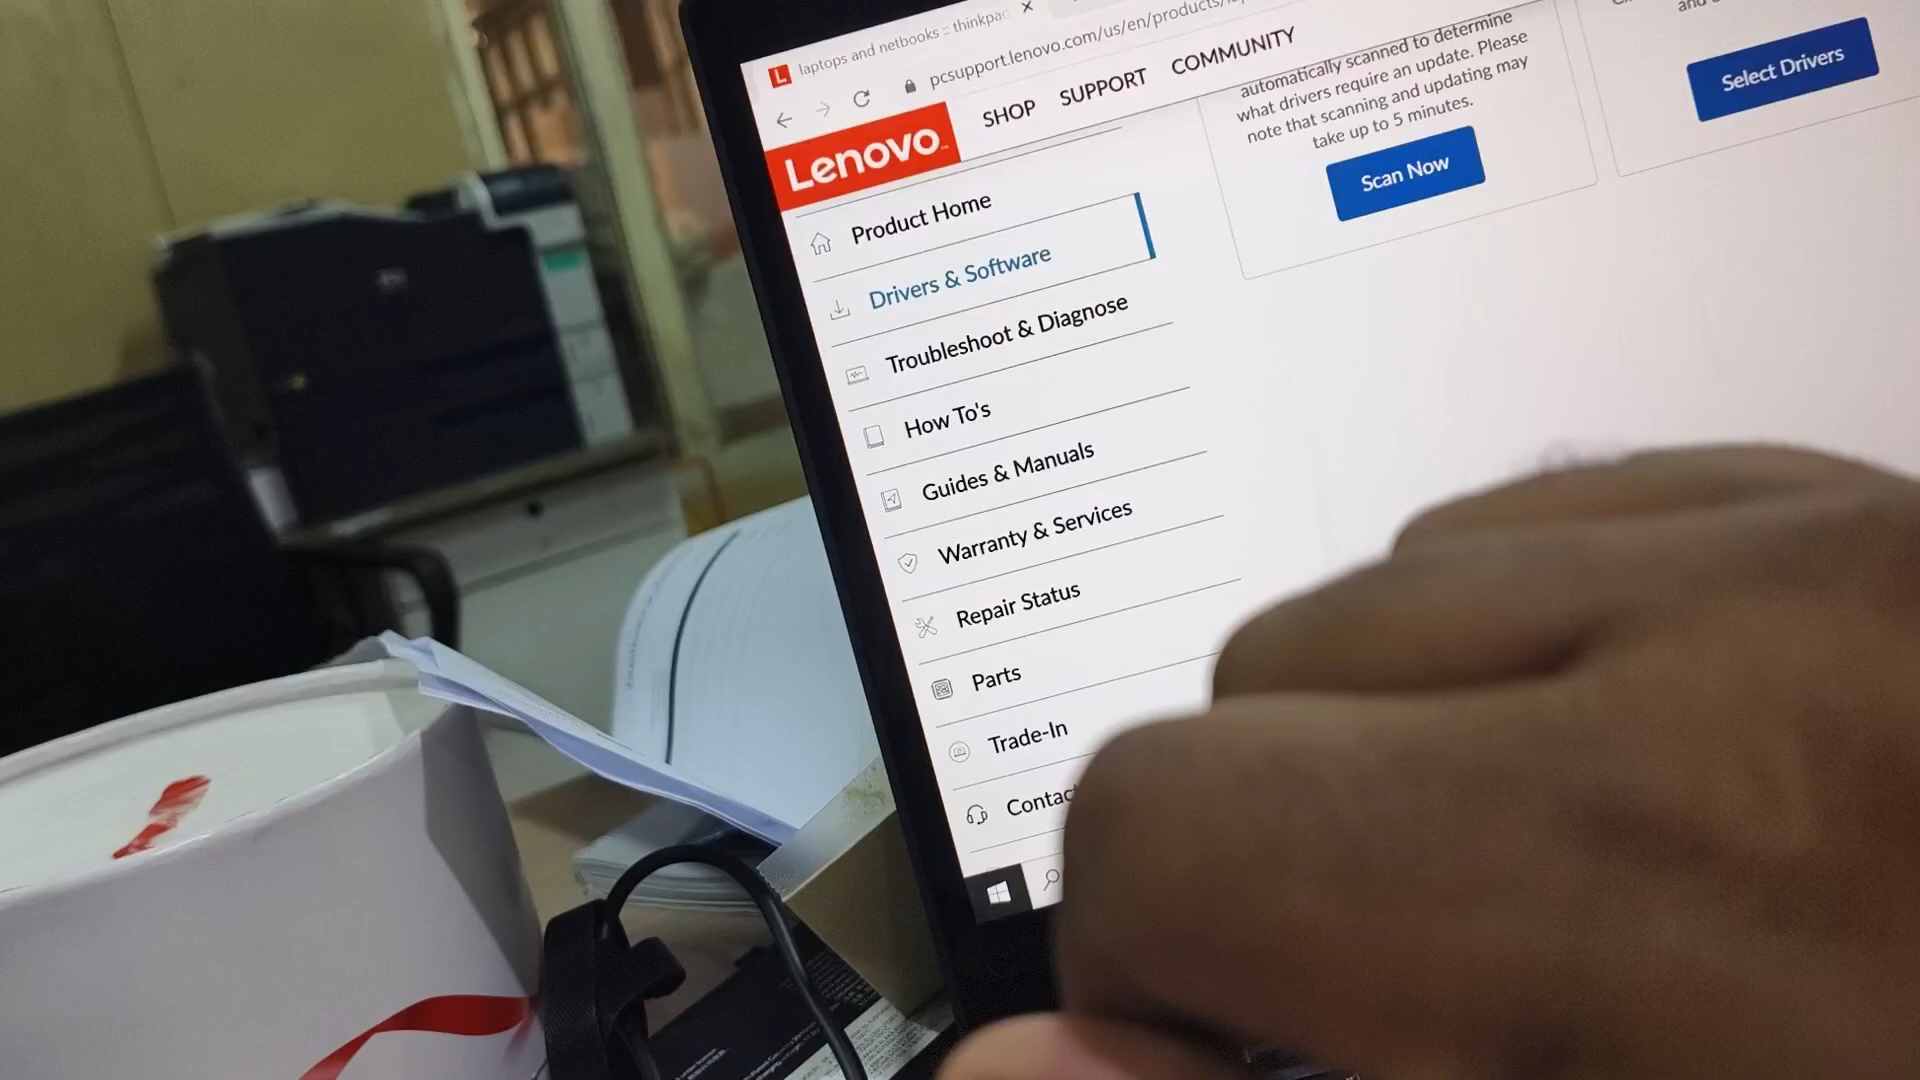 laptops and netbooks :: thinkpad
pcsupport.lenovo.com/us/en/products/
Lenovo
SHOP
SUPPORT
COMMUNITY
Product Home
Drivers & Software
Troubleshoot & Diagnose
How To's
Guides & Manuals
Warranty & Services
Repair Status
Parts
Trade-In
Contac
automatically scanned to determine
what drivers require an update. Please
note that scanning and updating may
take up to 5 minutes.
Scan Now
Select Drivers